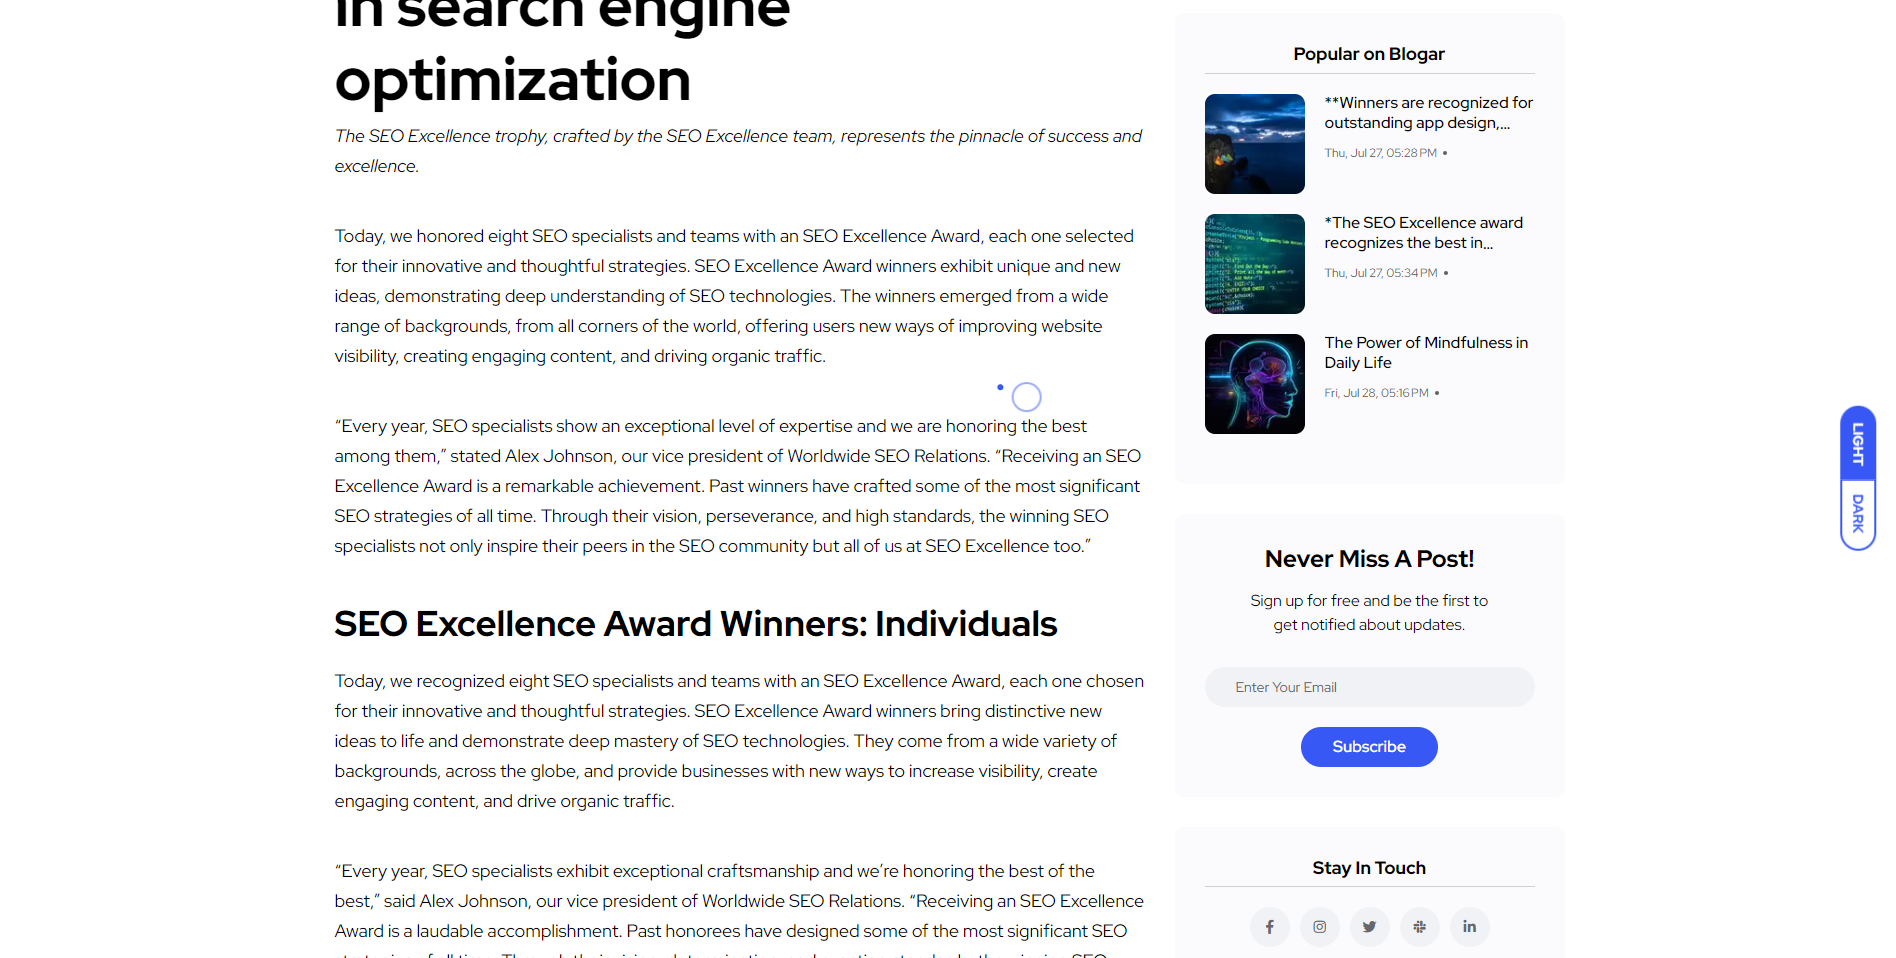 in search engine
optimization
The SEO Excellence trophy, crafted by the SEO Excellence team, represents the pinnacle of success and
excellence.
Today, we honored eight SEO specialists and teams with an SEO Excellence Award, each one selected
for their innovative and thoughtful strategies. SEO Excellence Award winners exhibit unique and new
ideas, demonstrating deep understanding of SEO technologies. The winners emerged from a wide
range of backgrounds, from all corners of the world, offering users new ways of improving website
visibility, creating engaging content, and driving organic traffic.
“Every year, SEO specialists show an exceptional level of expertise and we are honoring the best
among them,” stated Alex Johnson, our vice president of Worldwide SEO Relations. “Receiving an SEO
Excellence Award is a remarkable achievement. Past winners have crafted some of the most significant
SEO strategies of all time. Through their vision, perseverance, and high standards, the winning SEO
specialists not only inspire their peers in the SEO community but all of us at SEO Excellence too.”
SEO Excellence Award Winners: Individuals
Today, we recognized eight SEO specialists and teams with an SEO Excellence Award, each one chosen
for their innovative and thoughtful strategies. SEO Excellence Award winners bring distinctive new
ideas to life and demonstrate deep mastery of SEO technologies. They come from a wide variety of
backgrounds, across the globe, and provide businesses with new ways to increase visibility, create
engaging content, and drive organic traffic.
“Every year, SEO specialists exhibit exceptional craftsmanship and we’re honoring the best of the
best,” said Alex Johnson, our vice president of Worldwide SEO Relations. “Receiving an SEO Excellence
Award is a laudable accomplishment. Past honorees have designed some of the most significant SEO
Popular on Blogar
**Winners are recognized for
outstanding app design,...
Thu, Jul 27, 05:28 PM •
*The SEO Excellence award
recognizes the best in...
Thu, Jul 27, 05:34 PM •
The Power of Mindfulness in
Daily Life
Fri, Jul 28, 05:16 PM •
Never Miss A Post!
Sign up for free and be the first to
get notified about updates.
Enter Your Email
Subscribe
Stay In Touch
LIGHT
DARK